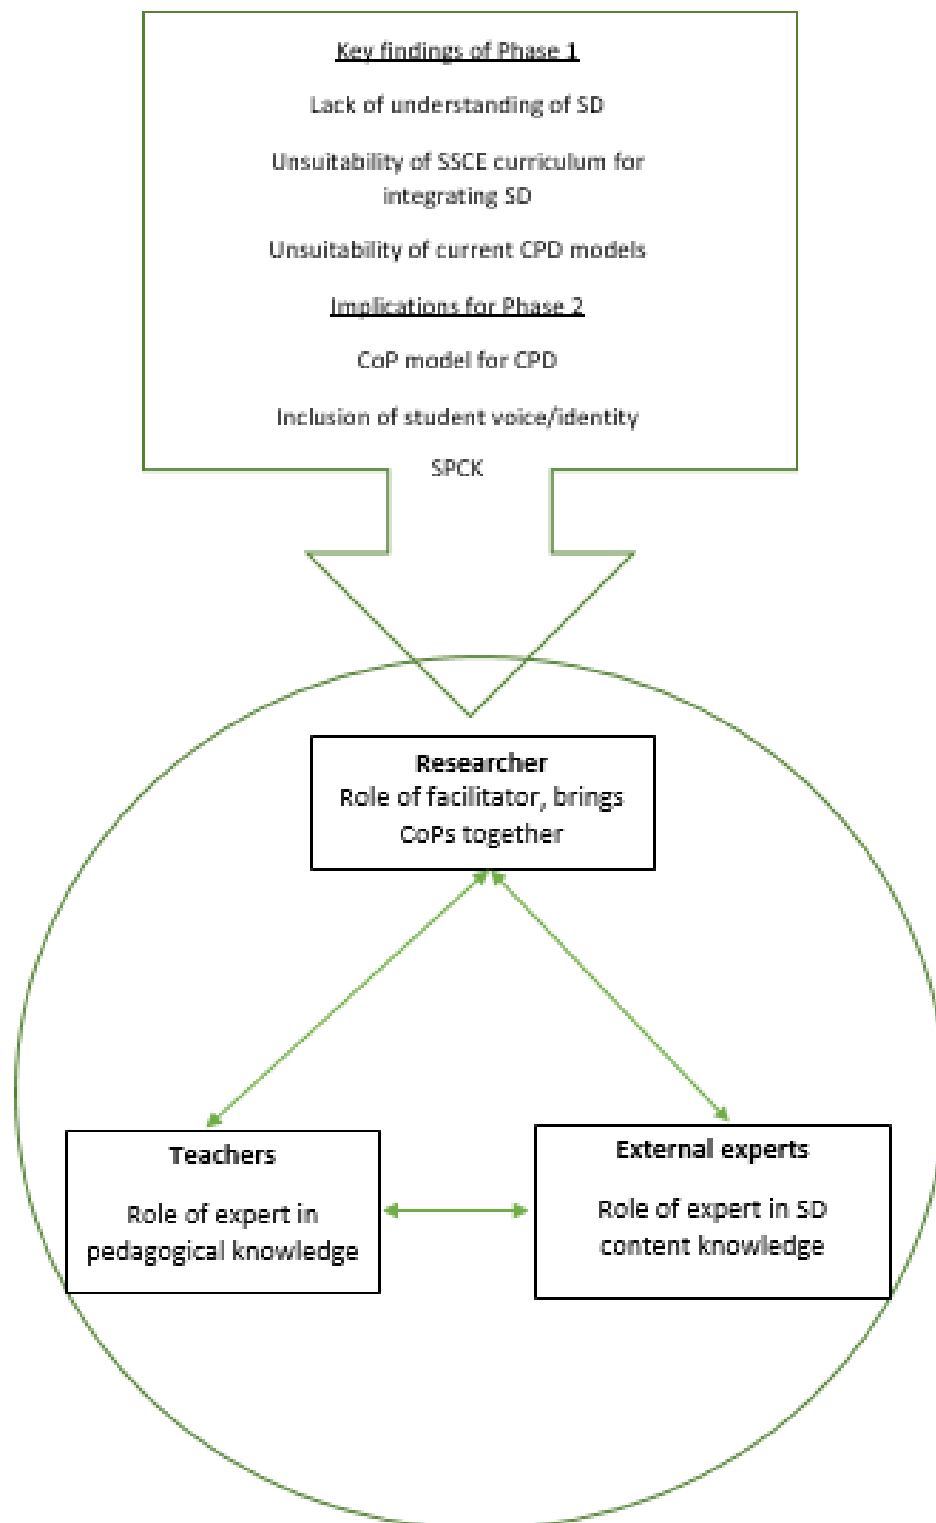 Key findings of Phase 1
Lack of understanding of SD
Unsuitability of SSCE curriculum for
integrating SD
Unsuitability of current CPD models
Implications for Phase 2
CoP model for CPD
Inclusion of student voice/identity
SPCK
Researcher
Role of facilitator, brings
CoPs together
Teachers
Role of expert in
pedagogical knowledge
External experts
Role of expert in SD
content knowledge